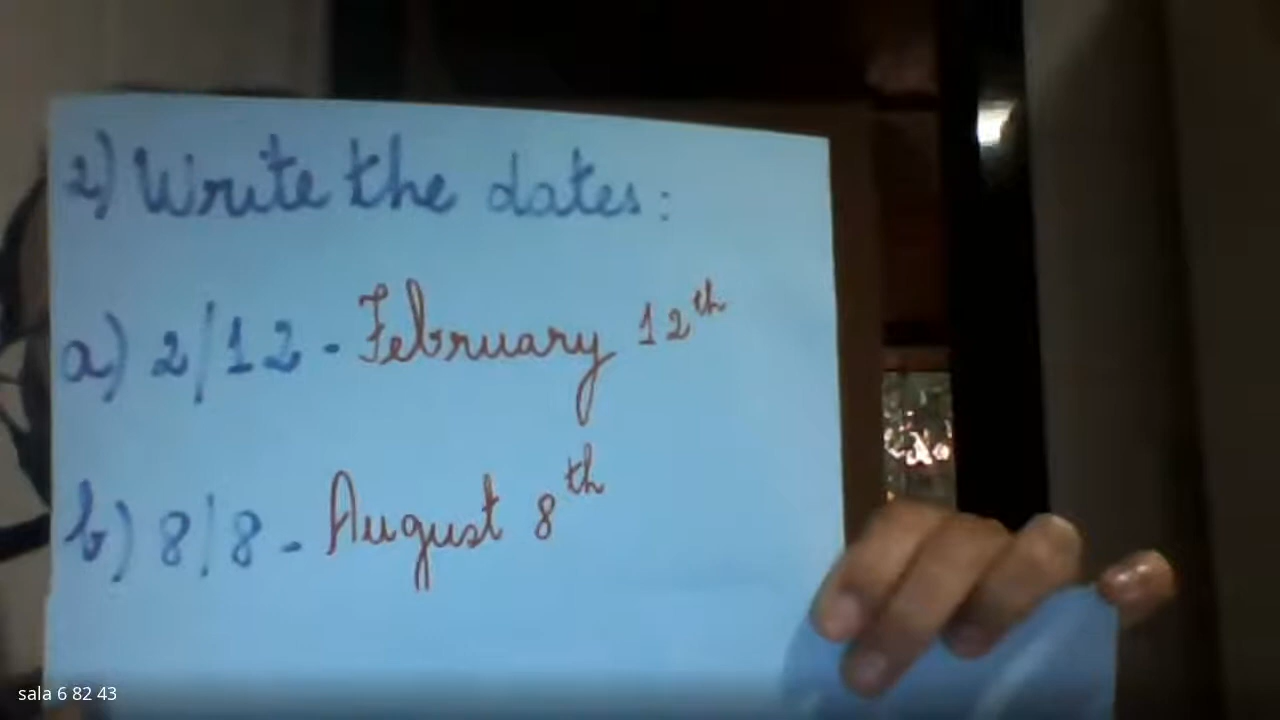 2) Write the dates:
a) 2/12 - February 12th
b) 8/8 - August 8th
sala 6 82 43